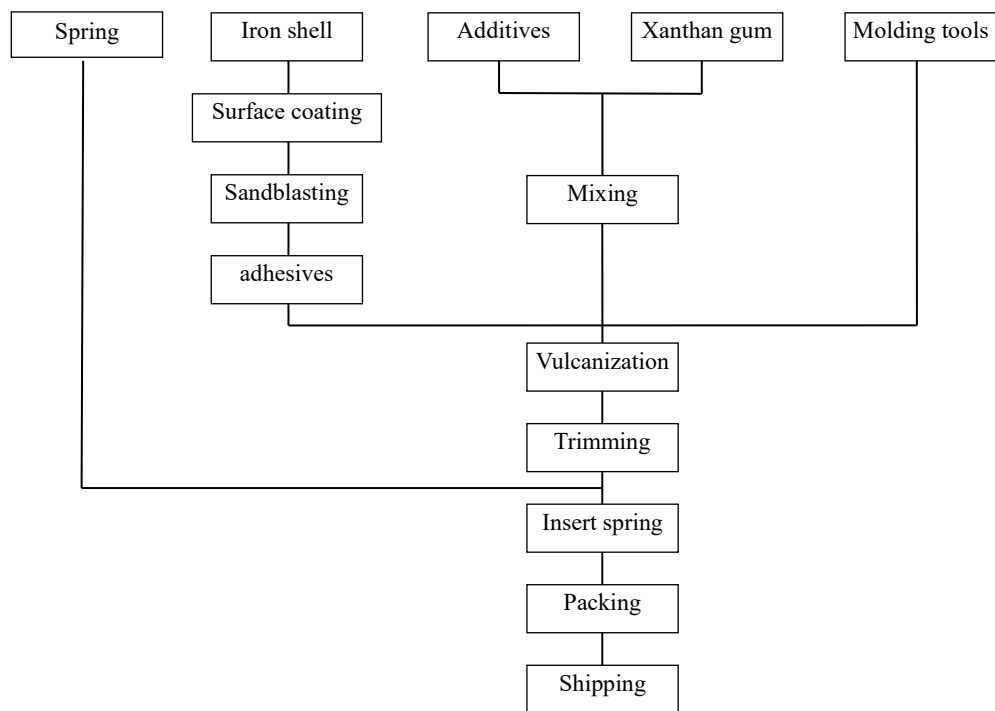 Spring
Iron shell
Additives
Xanthan gum
Molding tools
Surface coating
Sandblasting
Mixing
adhesives
Vulcanization
Trimming
Insert spring
Packing
Shipping